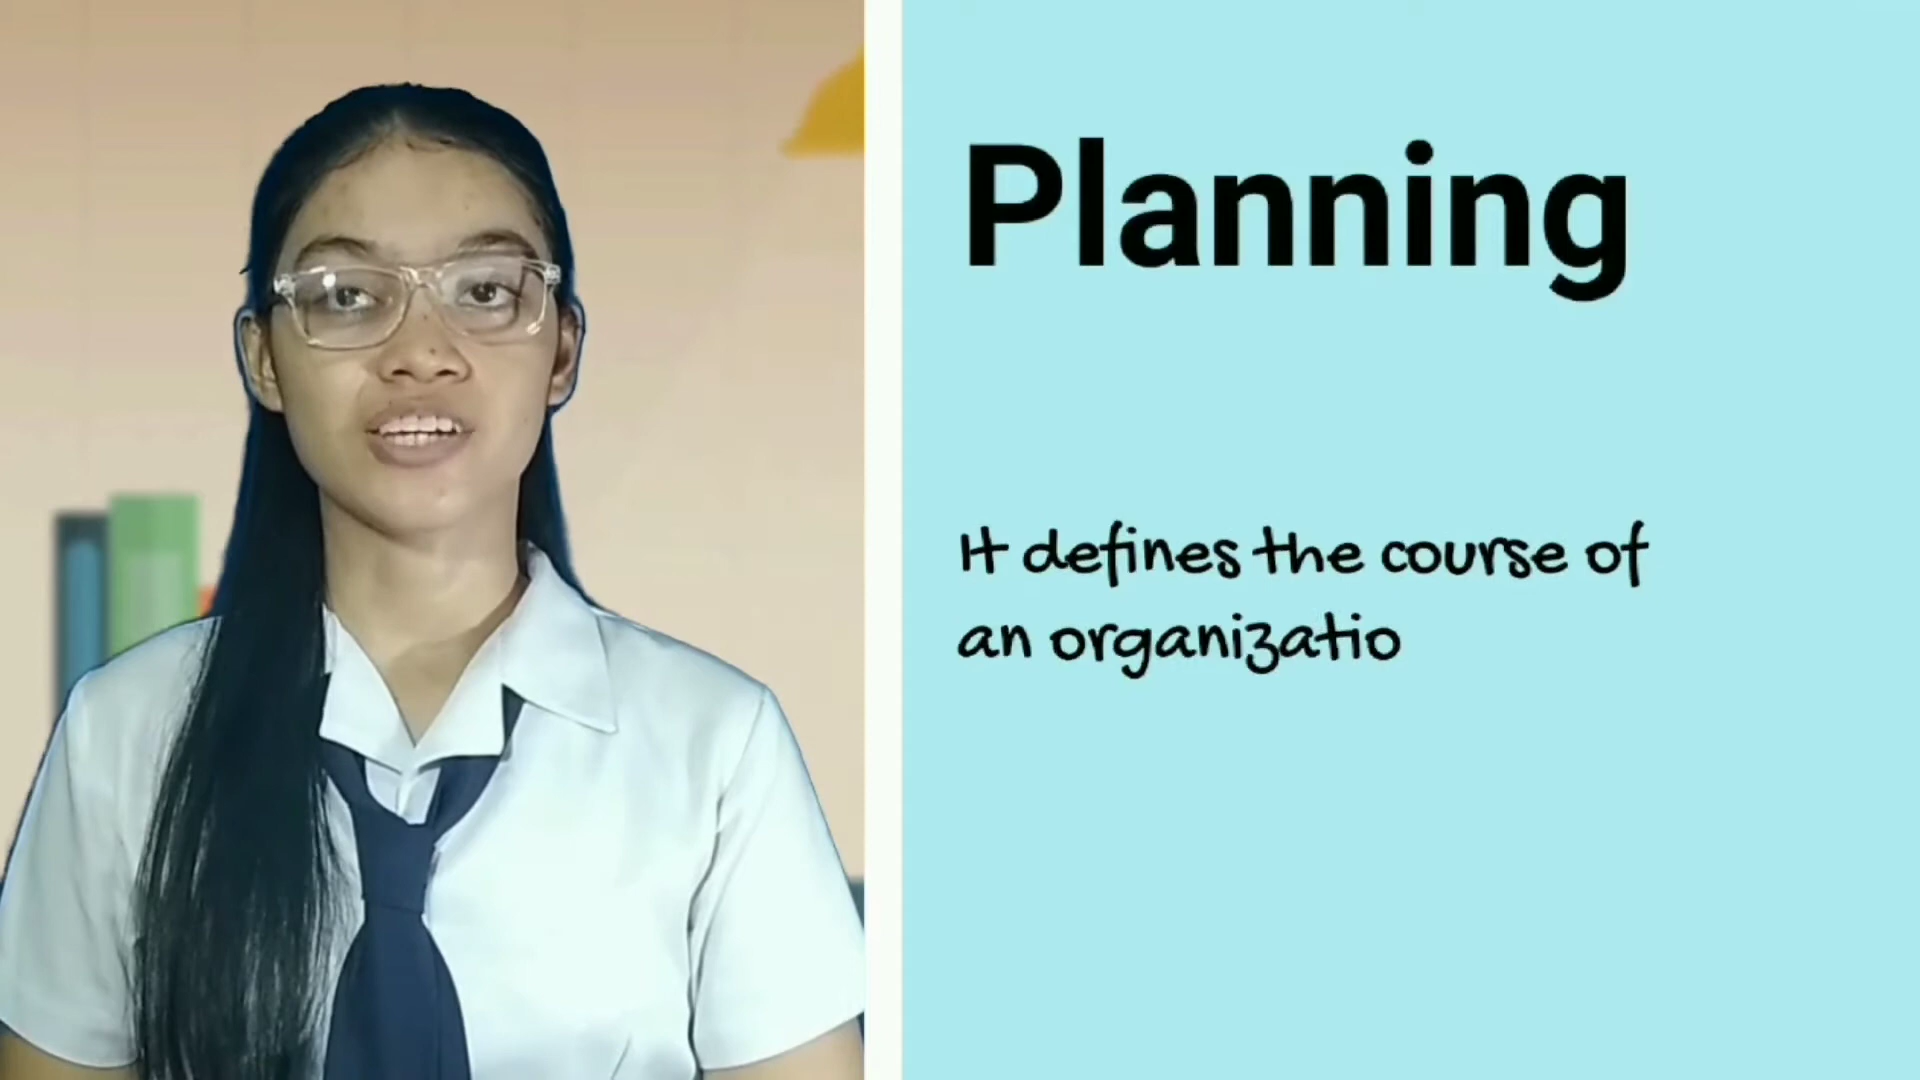 Planning
It defines the course of
an organizatio